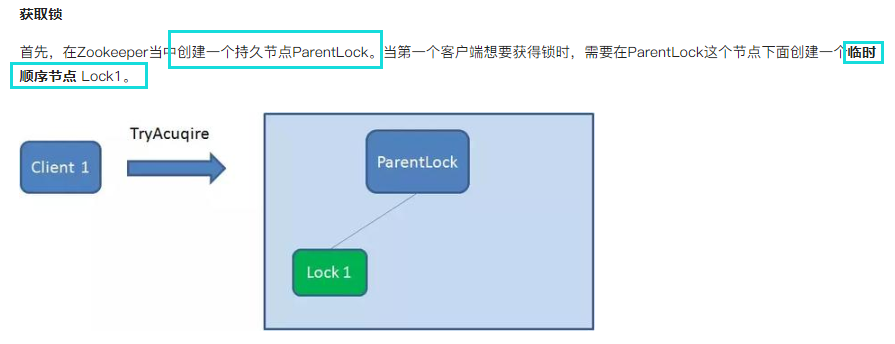 获取锁
首先，在Zookeeper当中创建一个持久节点ParentLock。当第一个客户端想要获得锁时，需要在ParentLock这个节点下面创建一个临时
顺序节点 Lock1。
TryAcuqire
Client 1
ParentLock
Lock 1